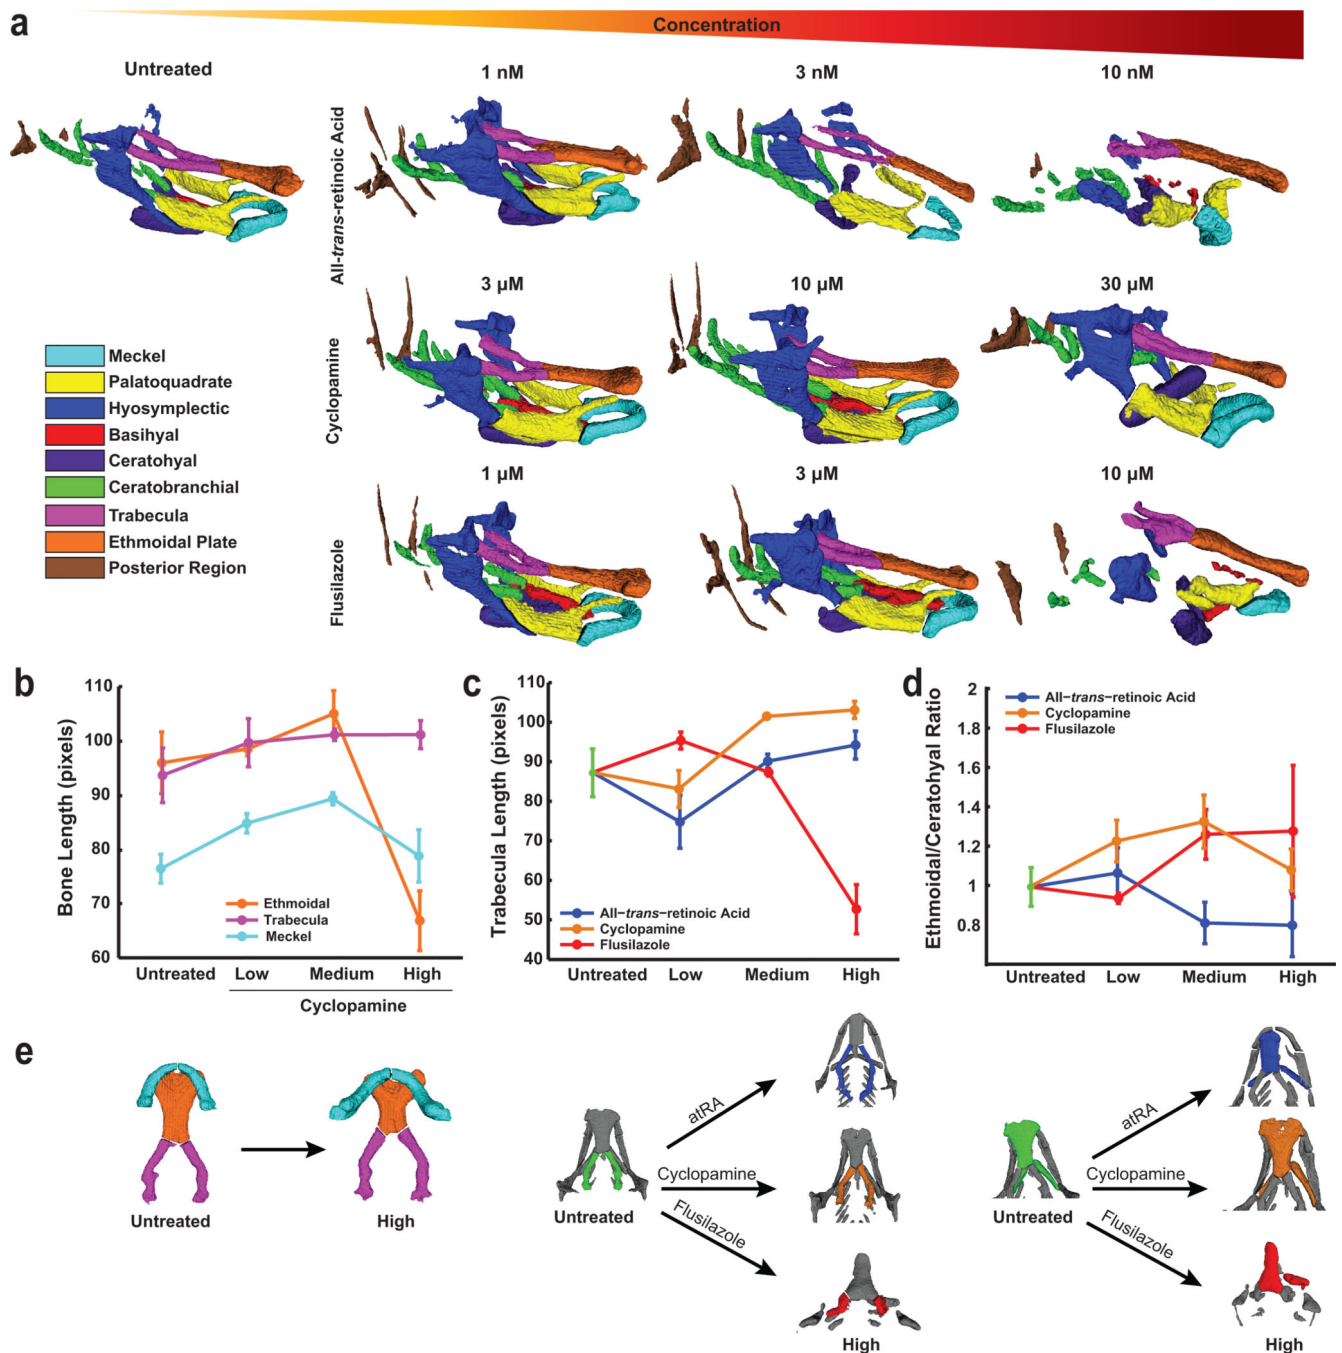 a
Concentration
Untreated
1 nM
3 nM
10 nM
All-trans-retinoic Acid
3 µM
10 µM
30 µM
Cyclopamine
Meckel
Palatoquadrate
Hyosymplectic
Basihyal
Ceratohyal
Ceratobranchial
Trabecula
Ethmoidal Plate
Posterior Region
1 µM
3 µM
10 µM
Flusilazole
b
Bone Length (pixels)
110
100
90
80
70
60
Ethmoidal
Trabecula
Meckel
Untreated Low Medium High
Cyclopamine
c
Trabecula Length (pixels)
110
100
90
80
70
60
50
40
All−trans−retinoic Acid
Cyclopamine
Flusilazole
Untreated Low Medium High
d
Ethmoidal/Ceratohyal Ratio
2
1.8
1.6
1.4
1.2
1
0.8
All−trans−retinoic Acid
Cyclopamine
Flusilazole
Untreated Low Medium High
e
Untreated
High
Untreated
atRA
Cyclopamine
Flusilazole
High
Untreated
atRA
Cyclopamine
Flusilazole
High